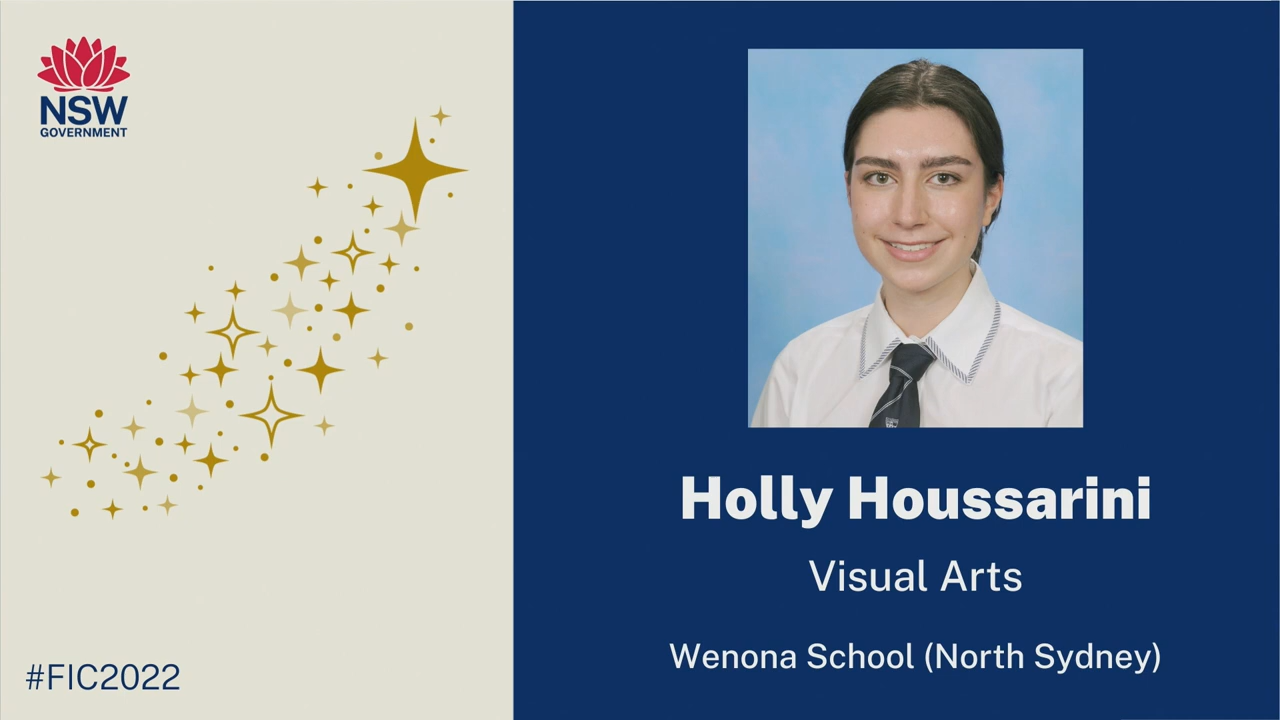 NSW
GOVERNMENT
Holly Houssarini
Visual Arts
Wenona School (North Sydney)
#FIC2022